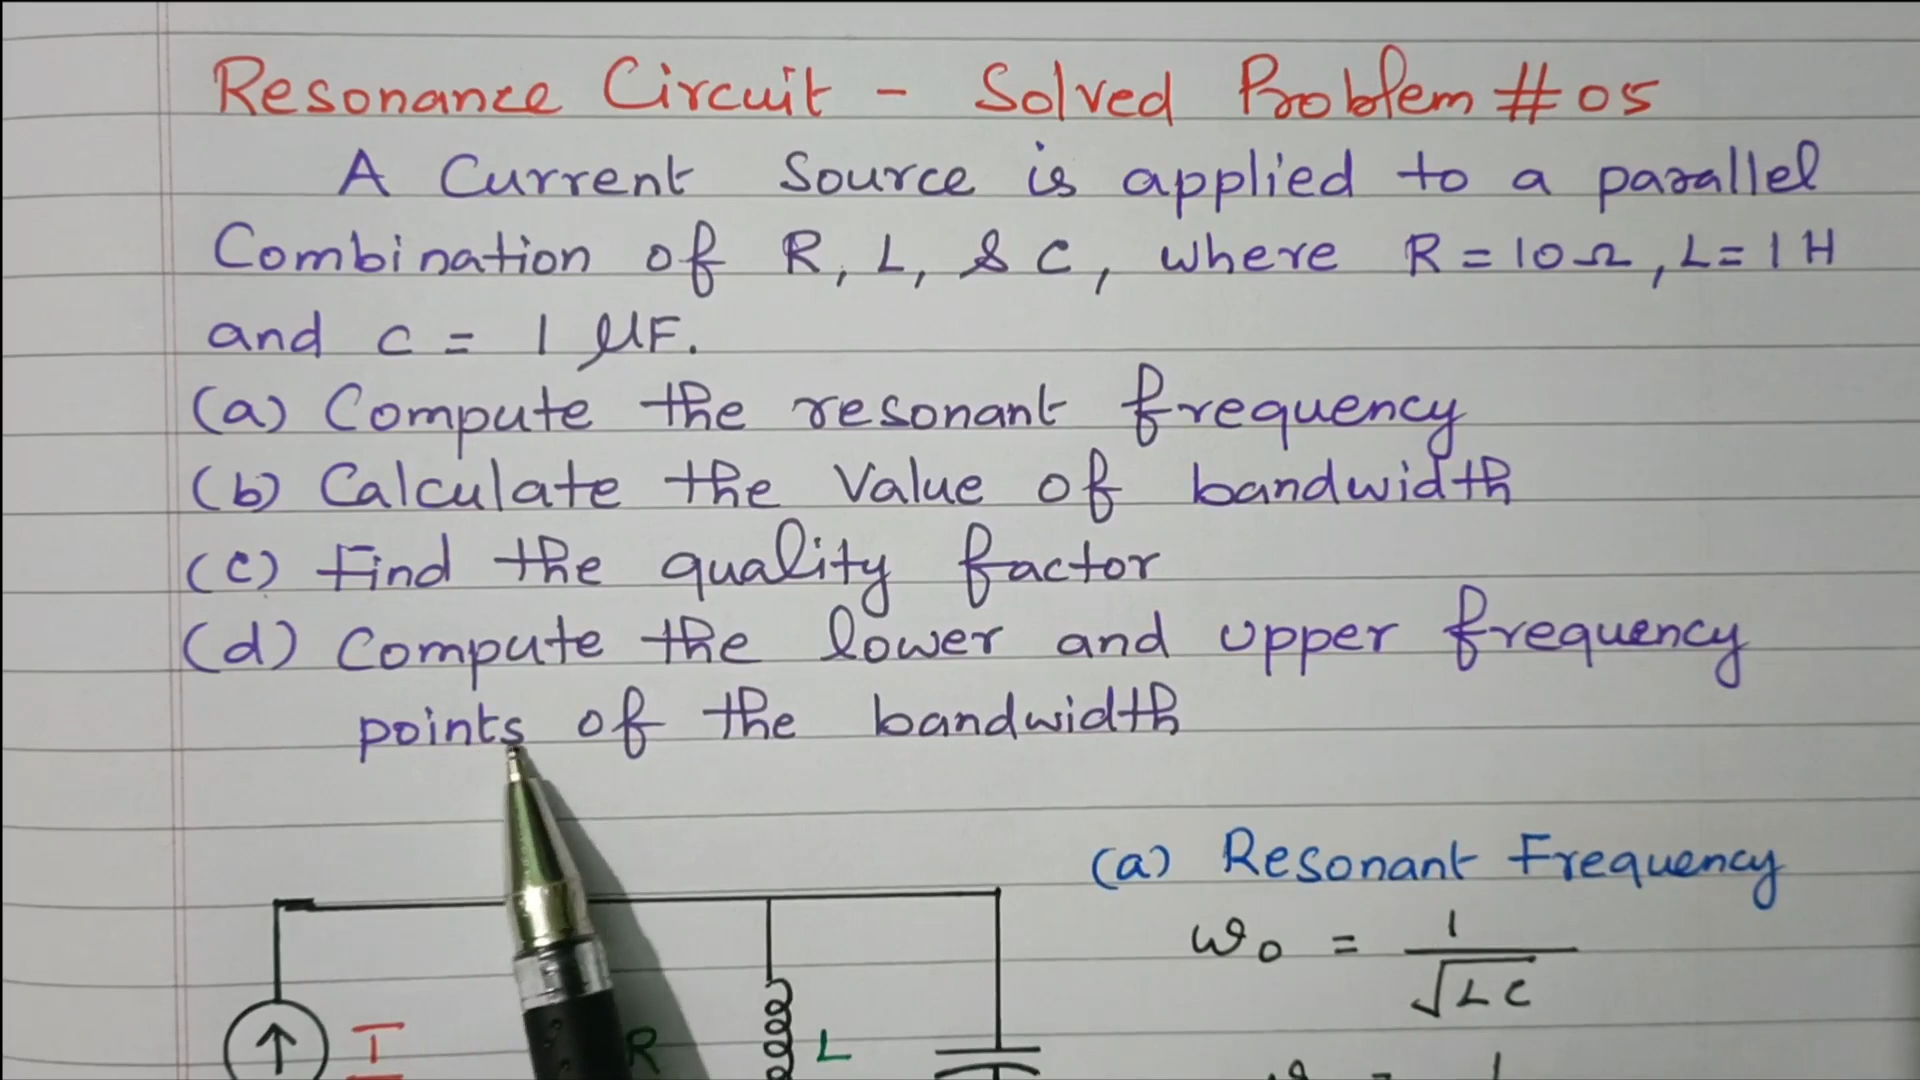 Resonance Circuit - Solved Problem #05
A Current Source is applied to a parallel
Combination of R, L, & C, where R = 10Ω, L = 1 H
and C = 1 μF.
(a) Compute the resonant frequency
(b) Calculate the Value of bandwidth
(c) Find the quality factor
(d) Compute the lower and upper frequency
points of the bandwidth
(a) Resonant Frequency
ω₀ = 1/√LC
I
R
L